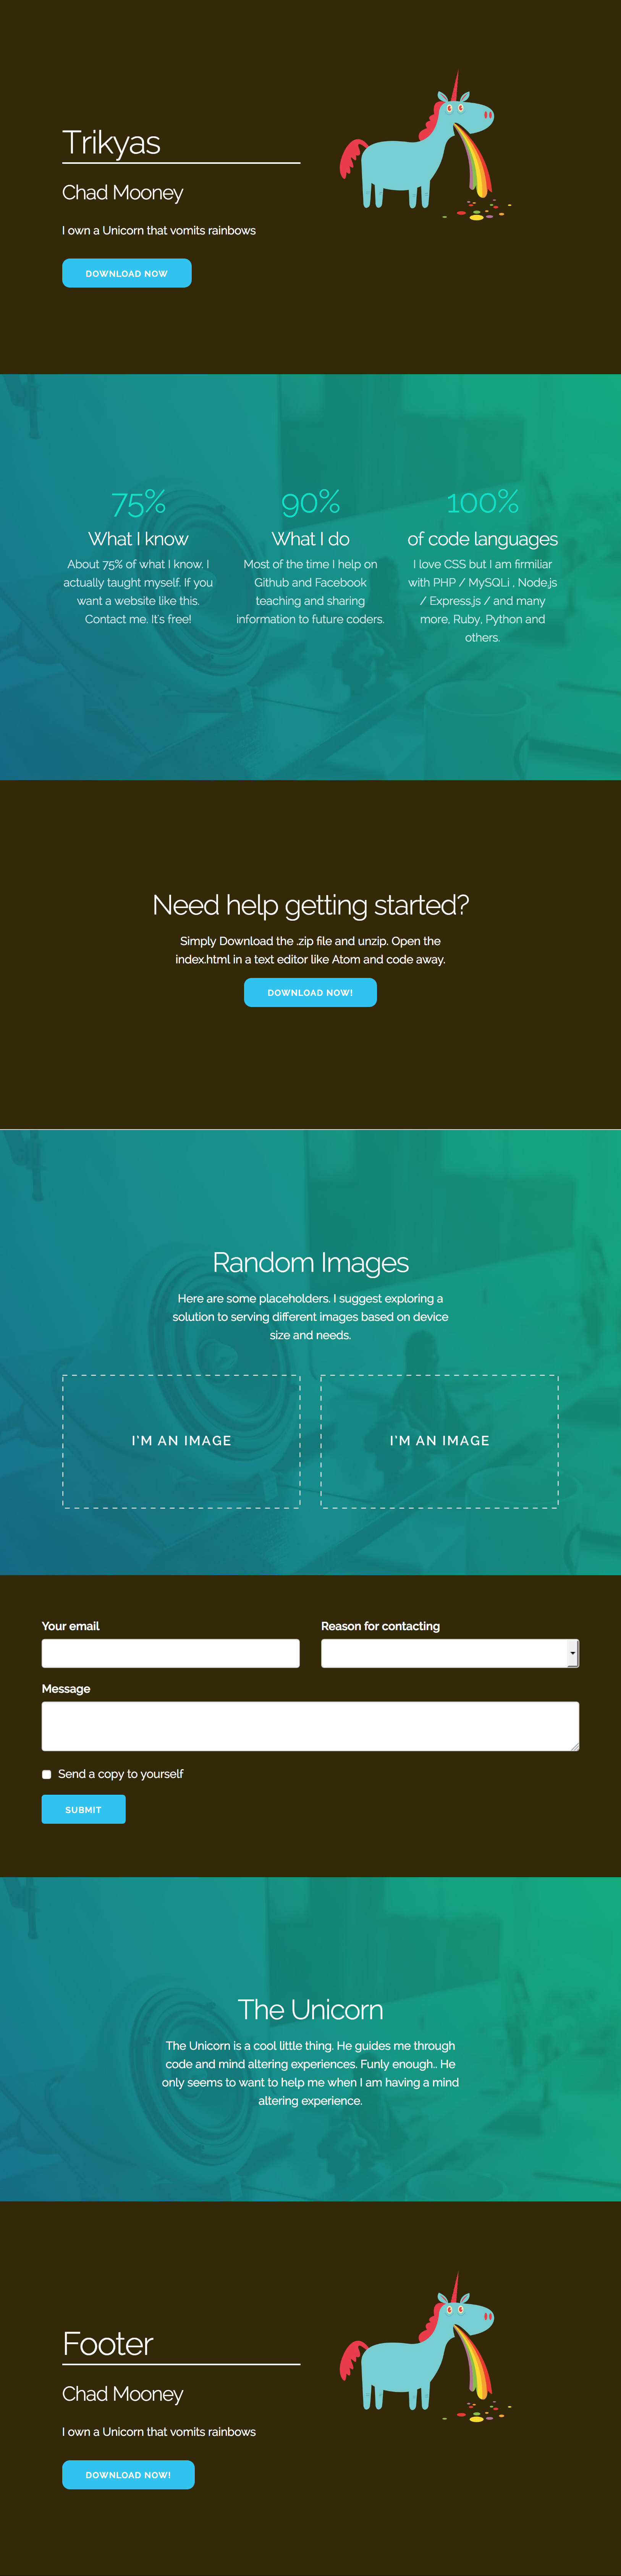 Trikyas
Chad Mooney
I own a Unicorn that vomits rainbows
DOWNLOAD NOW
75%
What I know
About 75% of what I know. I
actually taught myself. If you
want a website like this.
Contact me. It's free!
90%
What I do
Most of the time I help on
Github and Facebook
teaching and sharing
information to future coders.
100%
of code languages
I love CSS but I am firmiliar
with PHP / MySQLi , Node.js
/ Express.js / and many
more, Ruby, Python and
others.
Need help getting started?
Simply Download the .zip file and unzip. Open the
index.html in a text editor like Atom and code away.
DOWNLOAD NOW!
Random Images
Here are some placeholders. I suggest exploring a
solution to serving different images based on device
size and needs.
I'M AN IMAGE
I'M AN IMAGE
Your email
Reason for contacting
Message
Send a copy to yourself
SUBMIT
The Unicorn
The Unicorn is a cool little thing. He guides me through
code and mind altering experiences. Funly enough.. He
only seems to want to help me when I am having a mind
altering experience.
Footer
Chad Mooney
I own a Unicorn that vomits rainbows
DOWNLOAD NOW!